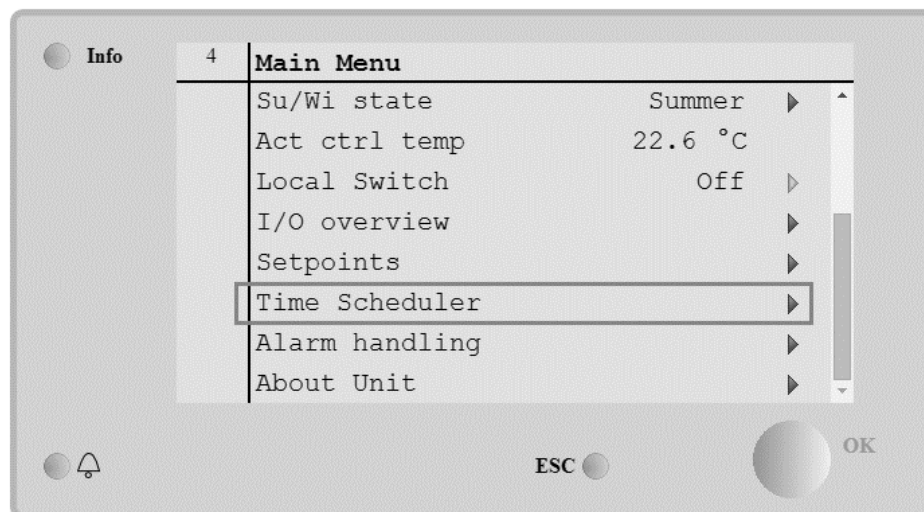 Info
4 Main Menu
Su/Wi state Summer
Act ctrl temp 22.6 °C
Local Switch Off
I/O overview
Setpoints
Time Scheduler
Alarm handling
About Unit
ESC
OK